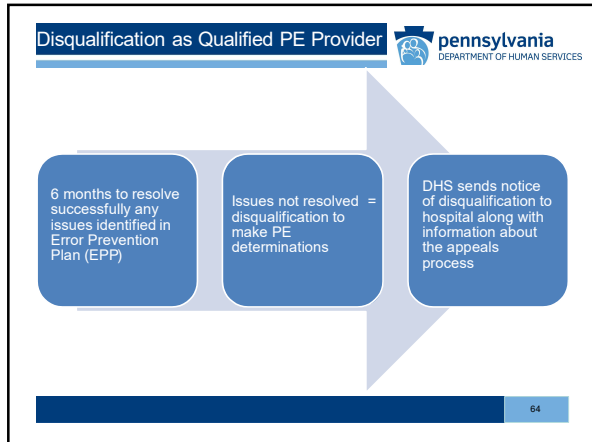 Disqualification as Qualified PE Provider
pennsylvania
DEPARTMENT OF HUMAN SERVICES
6 months to resolve
successfully any
issues identified in
Error Prevention
Plan (EPP)
Issues not resolved =
disqualification to
make PE
determinations
DHS sends notice
of disqualification to
hospital along with
information about
the appeals
process
64